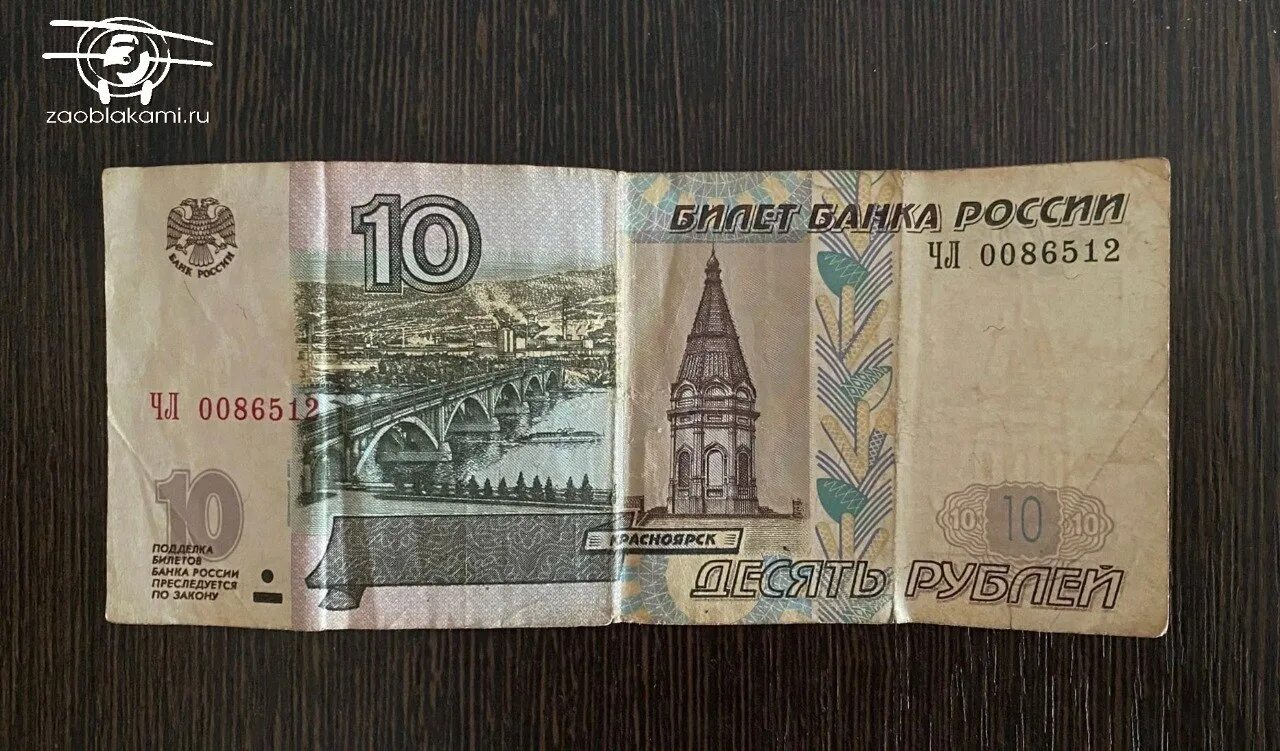 zaoblakami.ru
БАНК РОССИИ
10
БИЛЕТ БАНКА РОССИИ
ЧЛ 0086512
ЧЛ 0086512
10
ПОДДЕЛКА
БИЛЕТОВ
БАНКА РОССИИ
ПРЕСЛЕДУЕТСЯ
ПО ЗАКОНУ
КРАСНОЯРСК
10 10 10
ДЕСЯТЬ РУБЛЕЙ